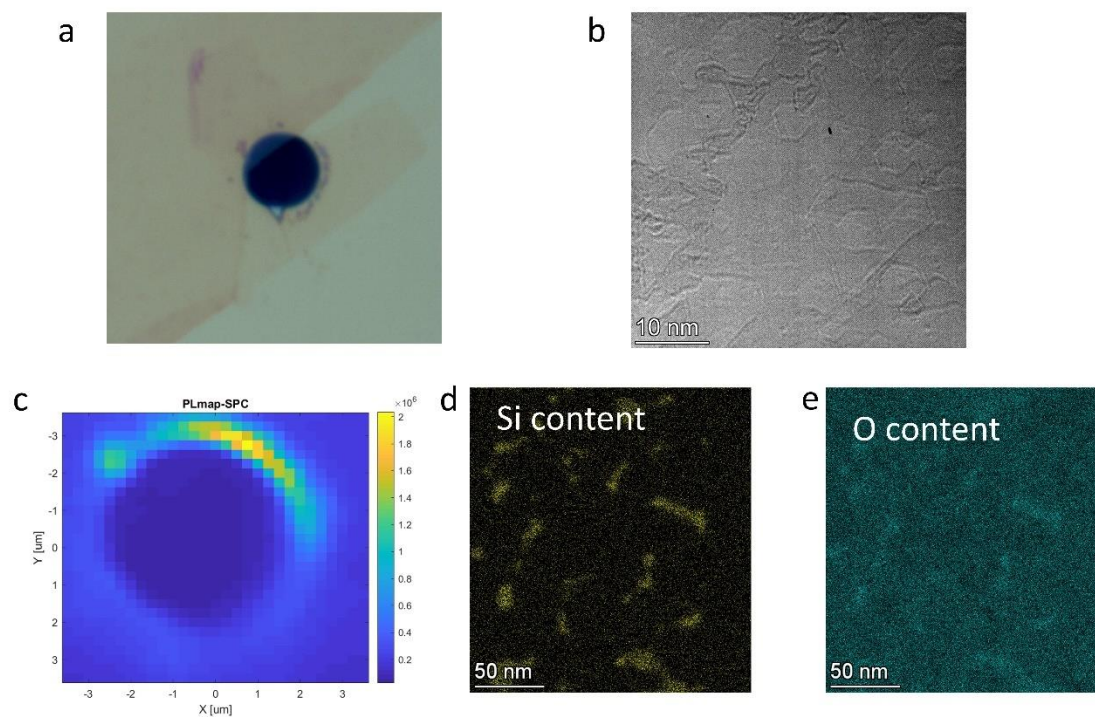 a
b
10 nm
c
PLmap-SPC
×10⁶
-3
-2
-1
0
1
2
3
Y [um]
-3
-2
-1
0
1
2
3
X [um]
2
1.8
1.6
1.4
1.2
1
0.8
0.6
0.4
0.2
d
Si content
50 nm
e
O content
50 nm